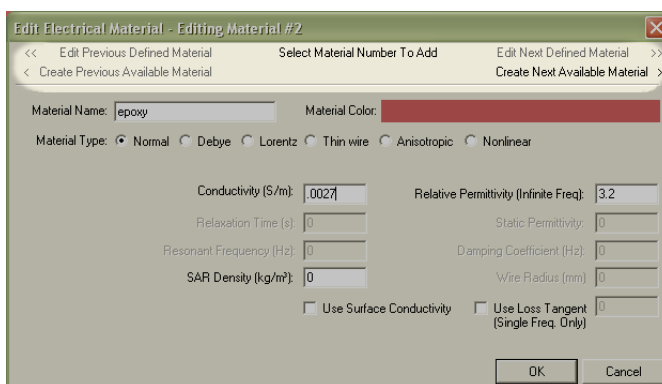 Edit Electrical Material - Editing Material #2
<< Edit Previous Defined Material Select Material Number To Add Edit Next Defined Material >>
< Create Previous Available Material Create Next Available Material >
Material Name: epoxy Material Color:
Material Type: Normal Debye Lorentz Thin wire Anisotropic Nonlinear
Conductivity (S/m): .0027 Relative Permittivity (Infinite Freq): 3.2
Relaxation Time (s): 0 Static Permittivity: 0
Resonant Frequency (Hz): 0 Damping Coefficient (Hz): 0
SAR Density (kg/m³): 0 Wire Radius (mm) 0
Use Surface Conductivity Use Loss Tangent 0
(Single Freq. Only)
OK Cancel